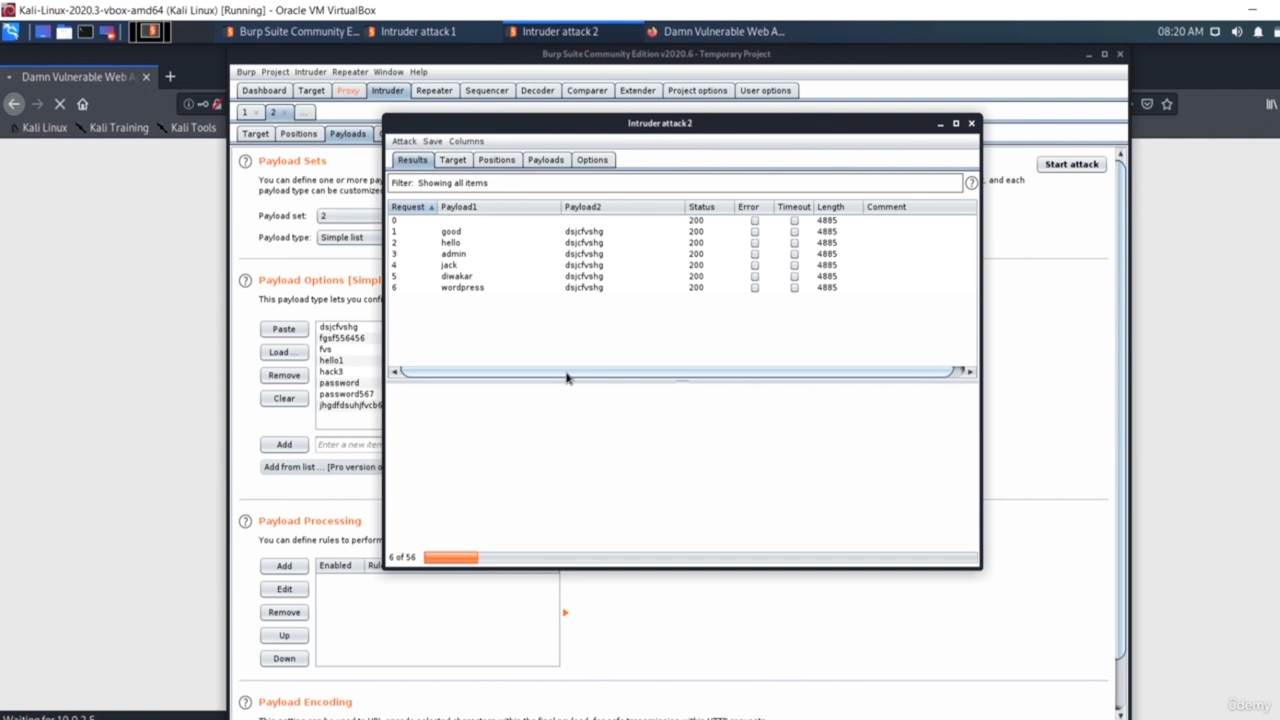 Kali-Linux-2020.3-vbox-amd64 (Kali Linux) [Running] - Oracle VM VirtualBox
Burp Suite Community E... Intruder attack 1 Intruder attack 2 Damn Vulnerable Web A... 08:20 AM
Burp Suite Community Edition v2020.6 - Temporary Project
Damn Vulnerable Web A
Burp Project Intruder Repeater Window Help
Dashboard Target Proxy Intruder Repeater Sequencer Decoder Comparer Extender Project options User options
1 × 2 × ...
Kali Linux Kali Training Kali Tools
Target Positions Payloads
Intruder attack 2
Attack Save Columns
Results Target Positions Payloads Options
Payload Sets
Start attack
You can define one or more pay
, and each
payload type can be customize
Filter: Showing all items
Payload set: 2
Payload type: Simple list
Request Payload1 Payload2 Status Error Timeout Length Comment
0 200 4885
1 good dsjcfvshg 200 4885
2 hello dsjcfvshg 200 4885
3 admin dsjcfvshg 200 4885
4 jack dsjcfvshg 200 4885
5 diwakar dsjcfvshg 200 4885
6 wordpress dsjcfvshg 200 4885
Payload Options [Simpl
This payload type lets you confi
Paste
Load ...
Remove
Clear
dsjcfvshg
fgsf556456
fvs
hello1
hack3
password
password567
Add Enter a new iten
Add from list ... [Pro version o
Payload Processing
You can define rules to perform
6 of 56
Add
Edit
Remove
Up
Down
Enabled Rul
Payload Encoding
Udemy